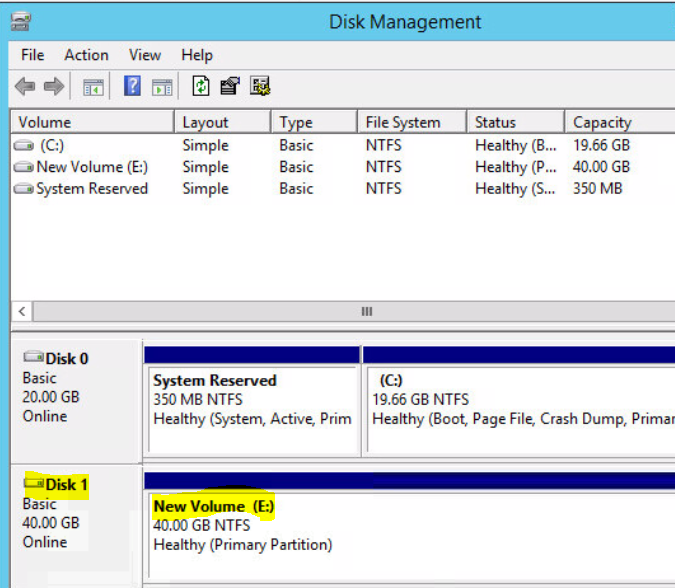 Disk Management
File Action View Help
Volume Layout Type File System Status Capacity
(C:) Simple Basic NTFS Healthy (B... 19.66 GB
New Volume (E:) Simple Basic NTFS Healthy (P... 40.00 GB
System Reserved Simple Basic NTFS Healthy (S... 350 MB
Disk 0
Basic
20.00 GB
Online
System Reserved
350 MB NTFS
Healthy (System, Active, Prim
(C:)
19.66 GB NTFS
Healthy (Boot, Page File, Crash Dump, Primar
Disk 1
Basic
40.00 GB
Online
New Volume (E:)
40.00 GB NTFS
Healthy (Primary Partition)